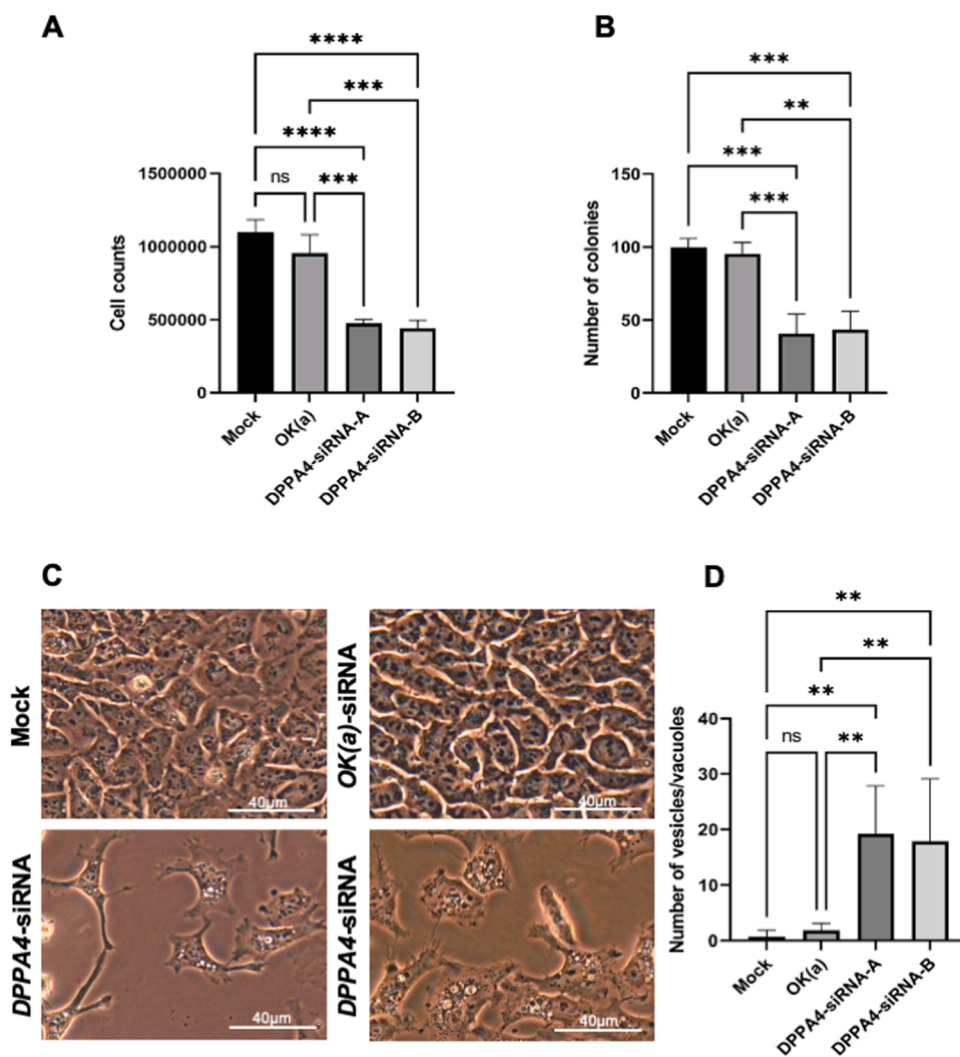 A
****
***
****
ns
***
1500000
1000000
500000
0
Cell counts
Mock
OK(a)
DPPA4-siRNA-A
DPPA4-siRNA-B
B
***
**
***
***
150
100
50
0
Number of colonies
Mock
OK(a)
DPPA4-siRNA-A
DPPA4-siRNA-B
C
Mock
40μm
OK(a)-siRNA
40μm
DPPA4-siRNA
40μm
DPPA4-siRNA
40μm
D
**
**
**
ns
**
40
30
20
10
0
Number of vesicles/vacuoles
Mock
OK(a)
DPPA4-siRNA-A
DPPA4-siRNA-B